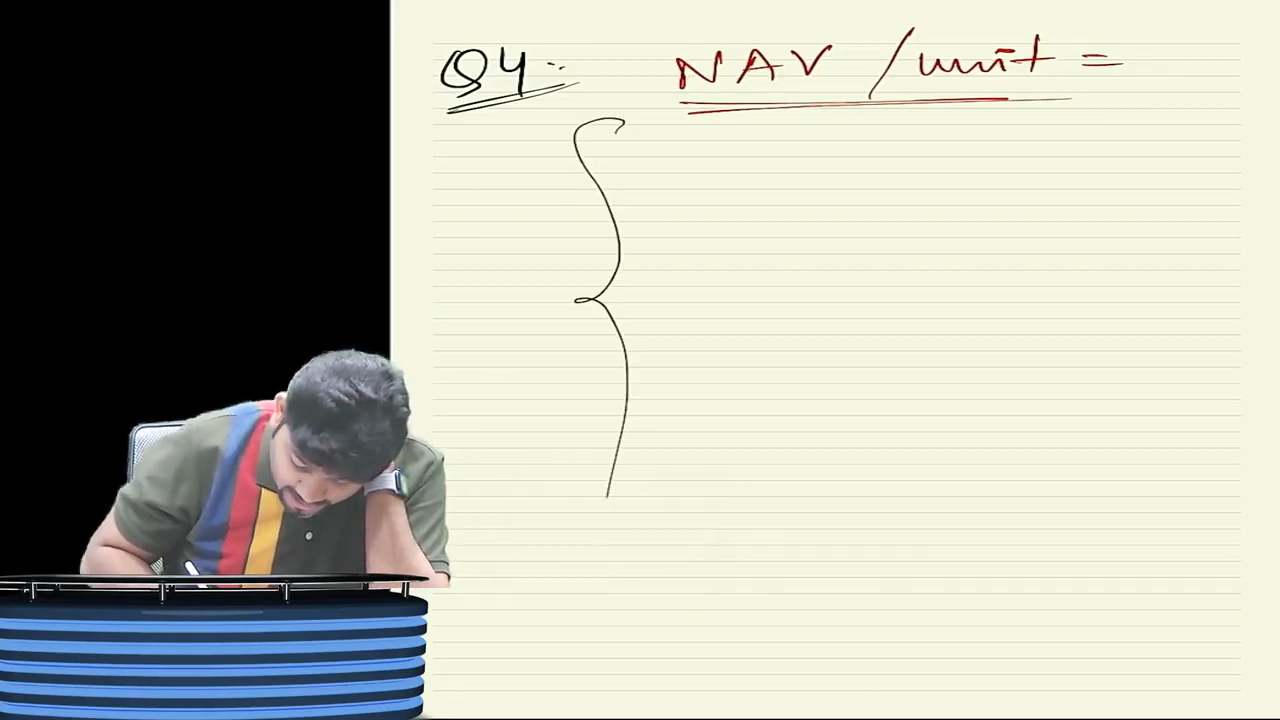 Q4:- NAV /unit =